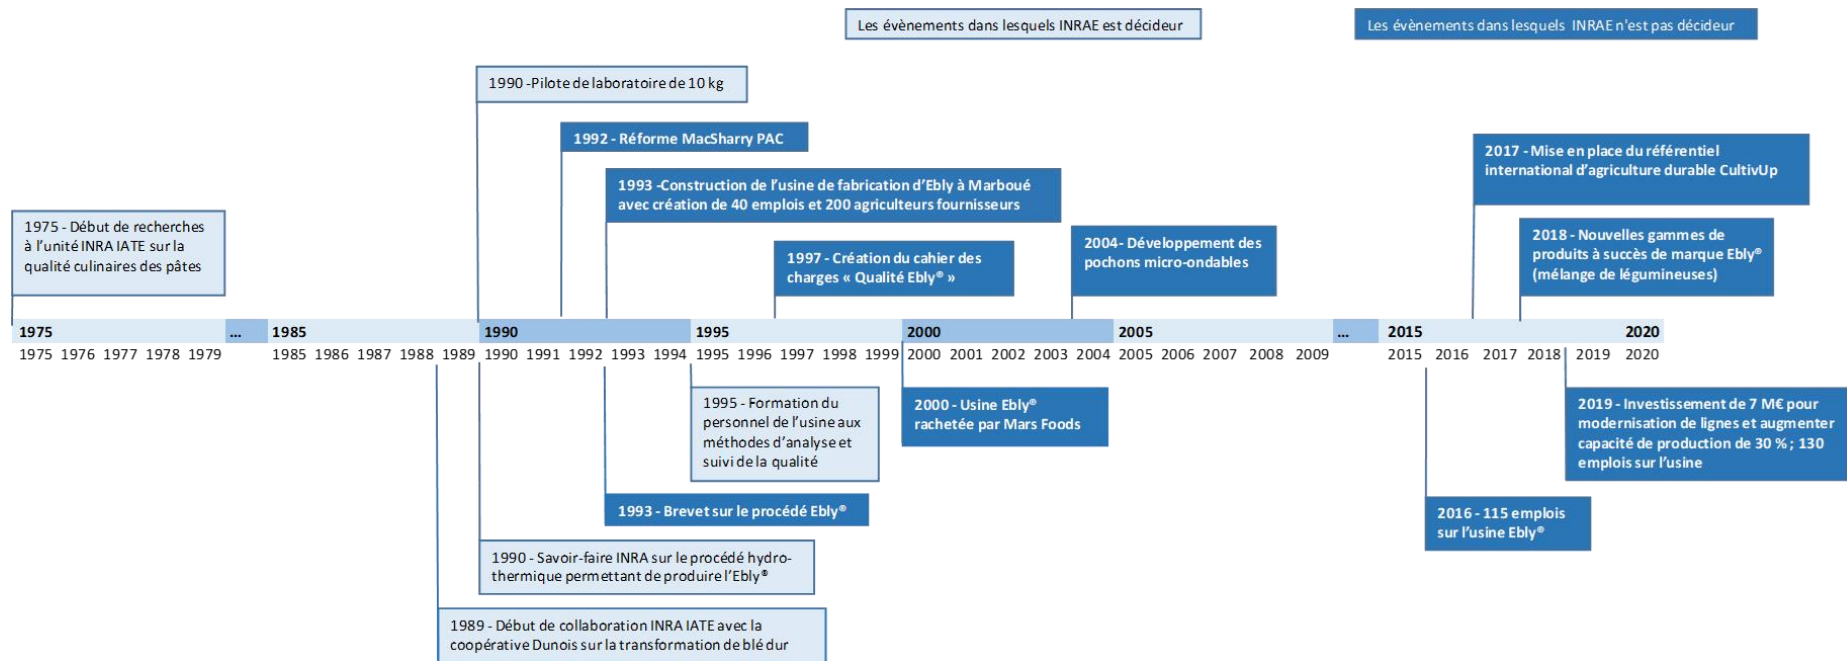 Les évènements dans lesquels INRAE est décideur
Les évènements dans lesquels INRAE n'est pas décideur
1990 -Pilote de laboratoire de 10 kg
1992 - Réforme MacSharry PAC
1993 -Construction de l'usine de fabrication d'Ebly à Marboué
avec création de 40 emplois et 200 agriculteurs fournisseurs
2017 - Mise en place du référentiel
international d'agriculture durable CultivUp
1975 - Début de recherches
à l'unité INRA IATE sur la
qualité culinaires des pâtes
1997 - Création du cahier des
charges « Qualité Ebly® »
2004- Développement des
pochons micro-ondables
2018 - Nouvelles gammes de
produits à succès de marque Ebly®
(mélange de légumineuses)
1975 ... 1985 1990 1995 2000 2005 ... 2015 2020
1975 1976 1977 1978 1979 1985 1986 1987 1988 1989 1990 1991 1992 1993 1994 1995 1996 1997 1998 1999 2000 2001 2002 2003 2004 2005 2006 2007 2008 2009 2015 2016 2017 2018 2019 2020
1995 - Formation du
personnel de l'usine aux
méthodes d'analyse et
suivi de la qualité
2000 - Usine Ebly®
rachetée par Mars Foods
2019 - Investissement de 7 M€ pour
modernisation de lignes et augmenter
capacité de production de 30 % ; 130
emplois sur l'usine
1993 - Brevet sur le procédé Ebly®
2016 - 115 emplois
sur l'usine Ebly®
1990 - Savoir-faire INRA sur le procédé hydro-
thermique permettant de produire l'Ebly®
1989 - Début de collaboration INRA IATE avec la
coopérative Dunois sur la transformation de blé dur